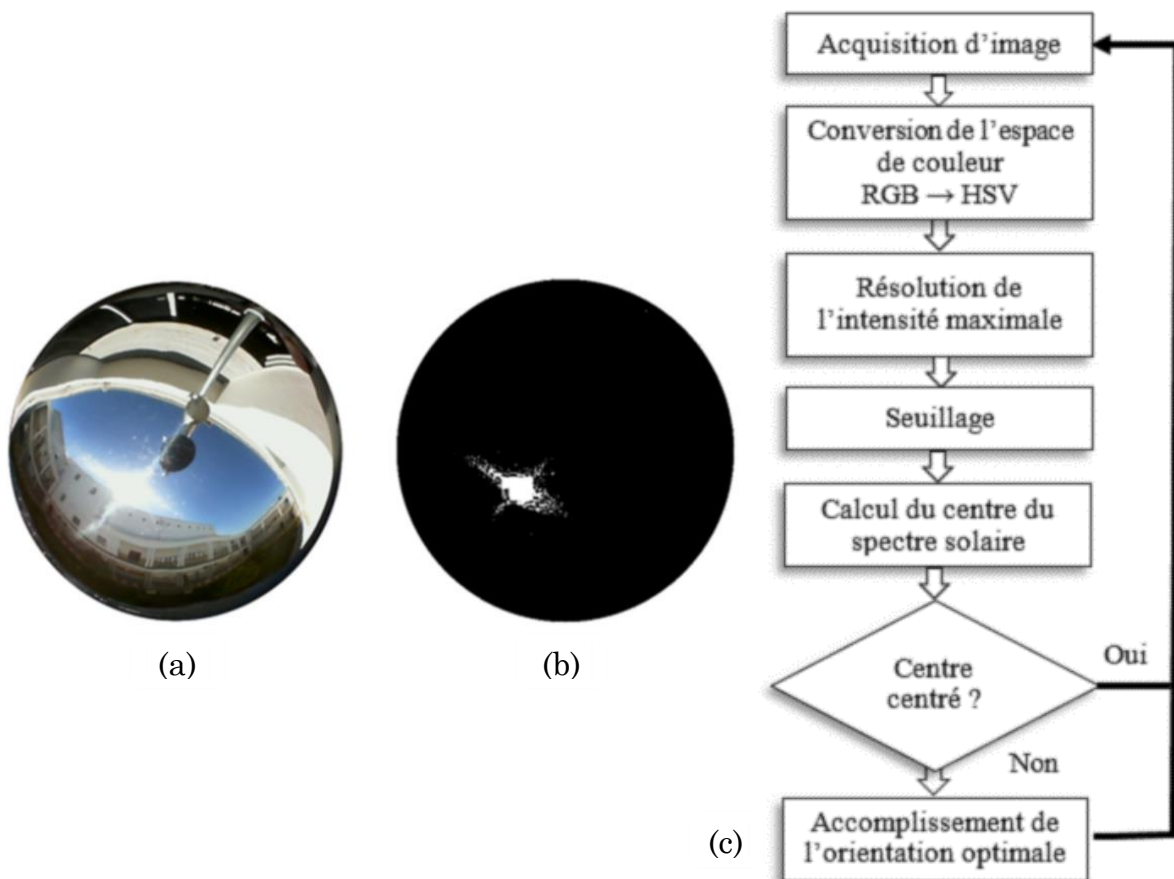 Acquisition d'image
Conversion de l'espace
de couleur
RGB → HSV
Résolution de
l'intensité maximale
Seuillage
Calcul du centre du
spectre solaire
Centre
centré ?
Oui
Non
Accomplissement de
l'orientation optimale
(a)
(b)
(c)